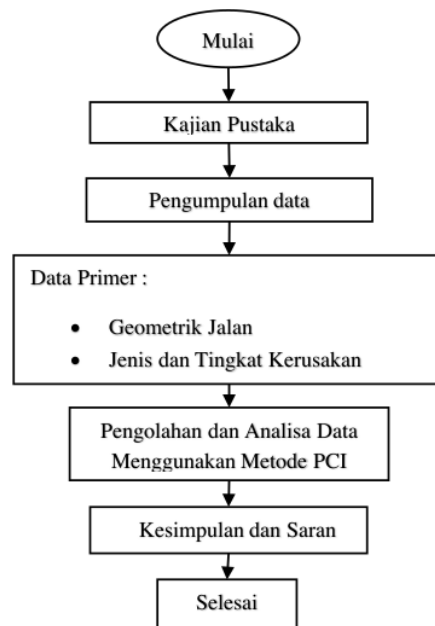 Mulai
Kajian Pustaka
Pengumpulan data
Data Primer :
• Geometrik Jalan
• Jenis dan Tingkat Kerusakan
Pengolahan dan Analisa Data
Menggunakan Metode PCI
Kesimpulan dan Saran
Selesai